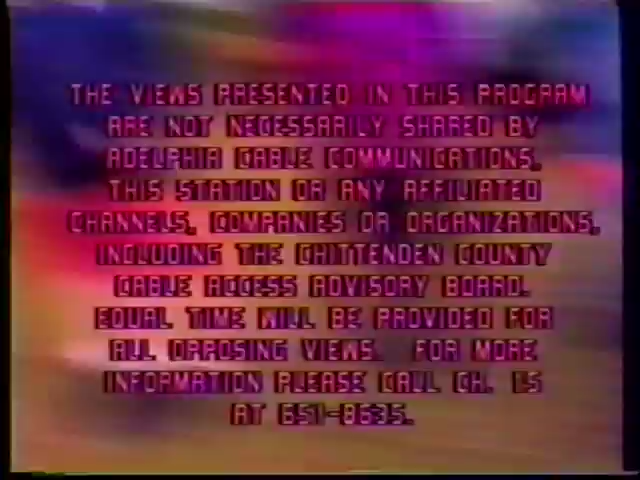 THE VIEWS PRESENTED IN THIS PROGRAM
ARE NOT NECESSARILY SHARED BY
ADELPHIA CABLE COMMUNICATIONS,
THIS STATION OR ANY AFFILIATED
CHANNELS, COMPANIES OR ORGANIZATIONS,
INCLUDING THE CHITTENDEN COUNTY
CABLE ACCESS ADVISORY BOARD.
EQUAL TIME WILL BE PROVIDED FOR
ALL OPPOSING VIEWS. FOR MORE
INFORMATION PLEASE CALL CH. 15
AT 651-8635.